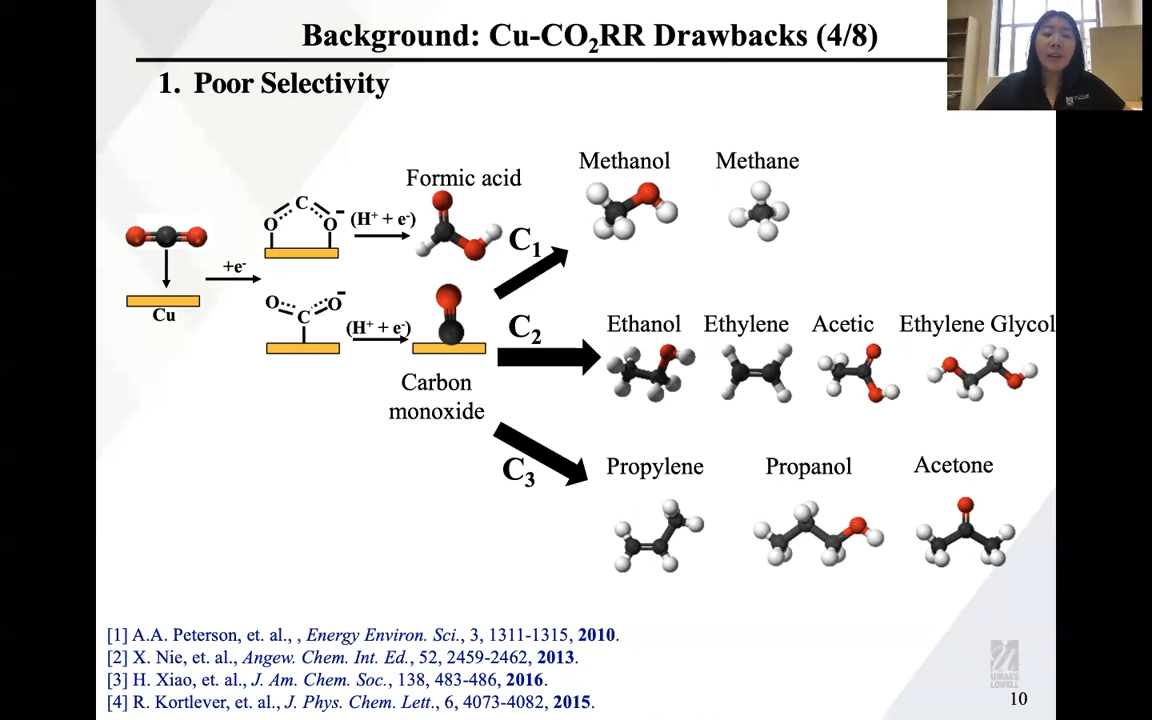 Background: Cu-CO₂RR Drawbacks (4/8)
1. Poor Selectivity
Methanol
Methane
Formic acid
C
O
O
-
(H⁺ + e⁻)
C₁
+e⁻
Cu
O
C
O
-
(H⁺ + e⁻)
C₂
Ethanol
Ethylene
Acetic
Ethylene Glycol
Carbon
monoxide
C₃
Propylene
Propanol
Acetone
[1] A.A. Peterson, et. al., , Energy Environ. Sci., 3, 1311-1315, 2010.
[2] X. Nie, et. al., Angew. Chem. Int. Ed., 52, 2459-2462, 2013.
[3] H. Xiao, et. al., J. Am. Chem. Soc., 138, 483-486, 2016.
[4] R. Kortlever, et. al., J. Phys. Chem. Lett., 6, 4073-4082, 2015.
UMASS
LOWELL
10